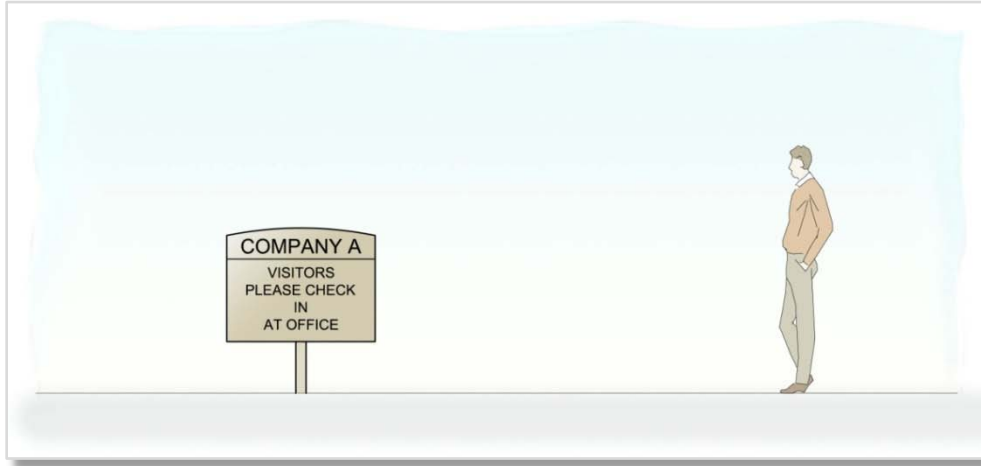 COMPANY A
VISITORS
PLEASE CHECK
IN
AT OFFICE